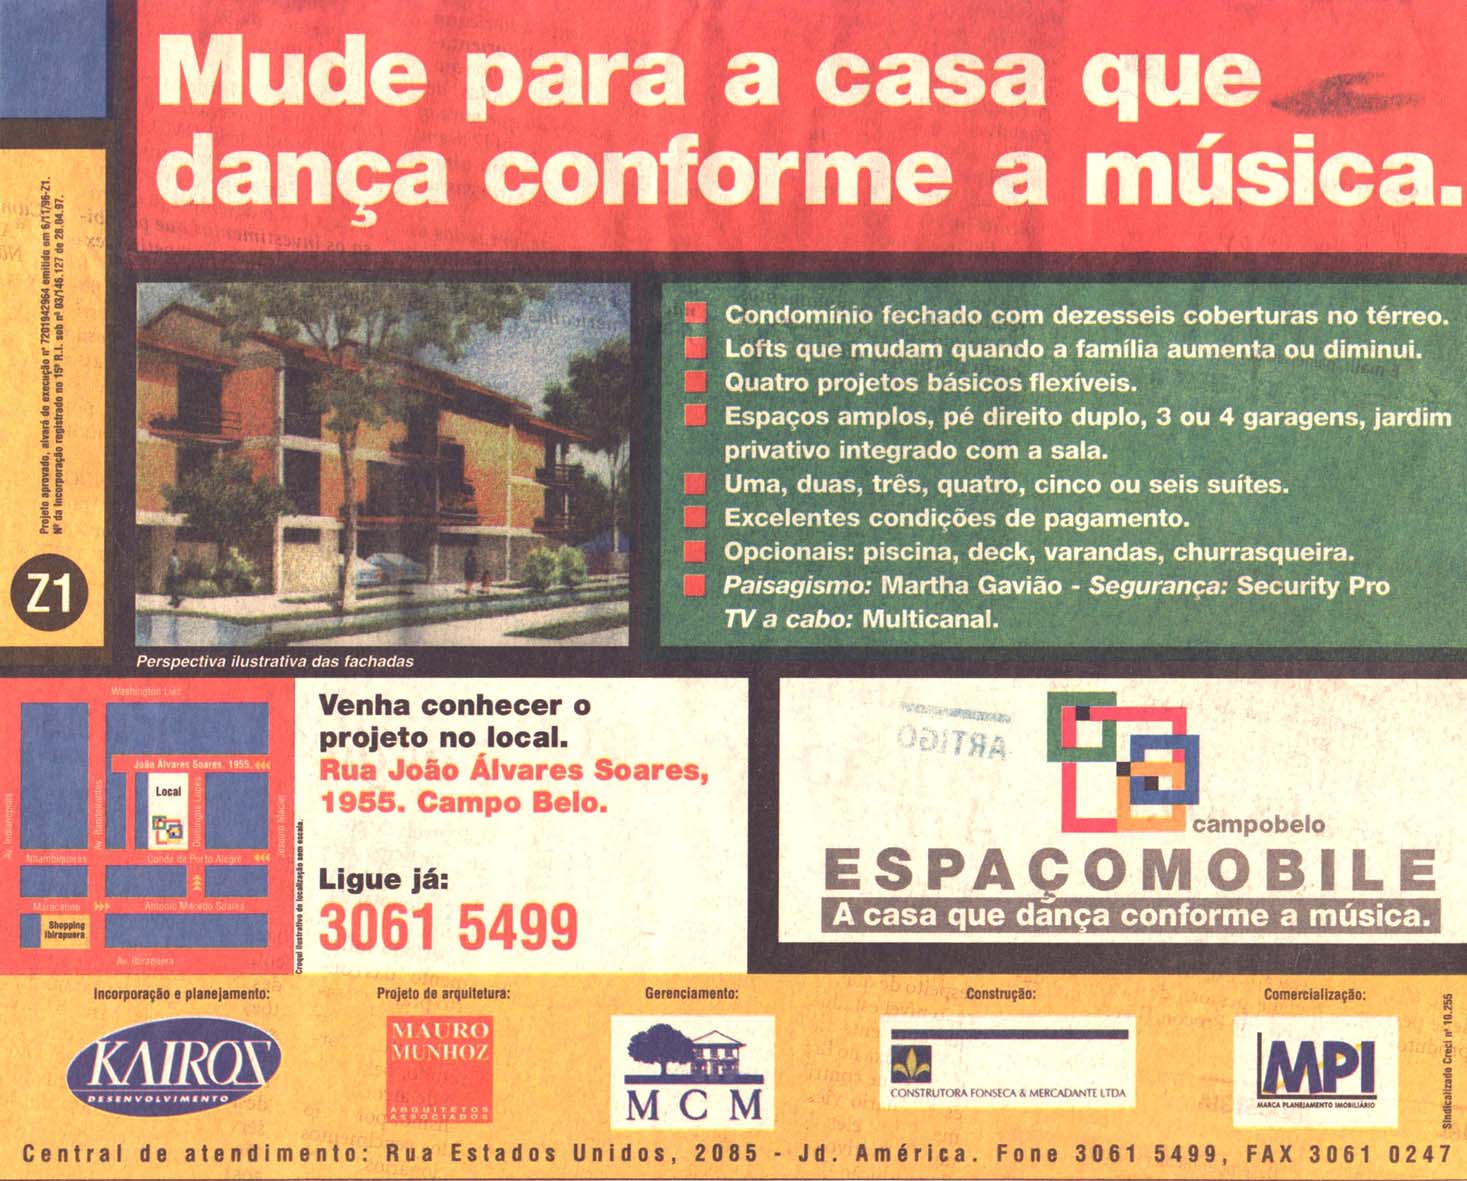 Mude para a casa que
dança conforme a música.
Projeto aprovado, alvará de execução nº 7201942964 emitido em 6/11/96-Z1.
Nº da incorporação registrado no 15º R.I. sob nº 03/146.127 de 28.04.97.
Z1
Perspectiva ilustrativa das fachadas
Condomínio fechado com dezesseis coberturas no térreo.
Lofts que mudam quando a família aumenta ou diminui.
Quatro projetos básicos flexíveis.
Espaços amplos, pé direito duplo, 3 ou 4 garagens, jardim
privativo integrado com a sala.
Uma, duas, três, quatro, cinco ou seis suítes.
Excelentes condições de pagamento.
Opcionais: piscina, deck, varandas, churrasqueira.
Paisagismo: Martha Gavião - Segurança: Security Pro
TV a cabo: Multicanal.
Washington Luiz
João Álvares Soares, 1955.
Av. Indianópolis
Av. Bandeirantes
Local
Domingos Lopes
Jesuíno Maciel
Nhambiquaras
Conde de Porto Alegre
Maracatins
Antonio Macedo Soares
Shopping
Ibirapuera
Av. Ibirapuera
Croqui ilustrativo de localização sem escala.
Venha conhecer o
projeto no local.
Rua João Álvares Soares,
1955. Campo Belo.
Ligue já:
3061 5499
ARTIGO
campobelo
ESPAÇOMOBILE
A casa que dança conforme a música.
Incorporação e planejamento:
KAIROS
DESENVOLVIMENTO
Projeto de arquitetura:
MAURO
MUNHOZ
ARQUITETOS
ASSOCIADOS
Gerenciamento:
MCM
Construção:
CONSTRUTORA FONSECA & MERCADANTE LTDA
Comercialização:
MPI
MARCA PLANEJAMENTO IMOBILIÁRIO
Sindicalizado Creci nº 10.255
Central de atendimento: Rua Estados Unidos, 2085 - Jd. América. Fone 3061 5499, FAX 3061 0247